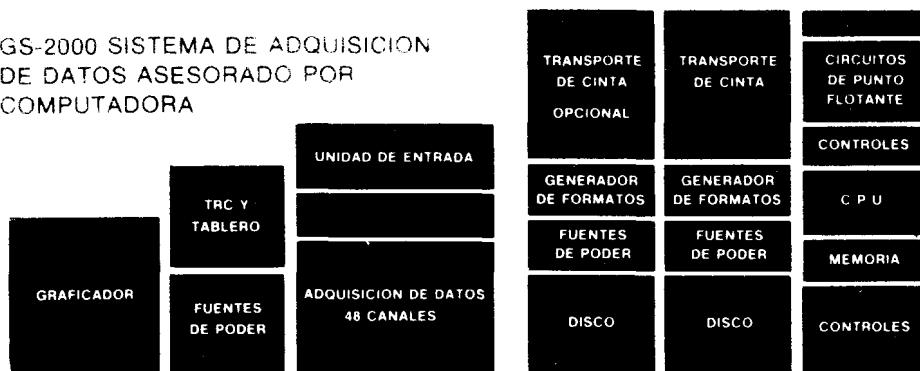 GS-2000 SISTEMA DE ADQUISICION
DE DATOS ASESORADO POR
COMPUTADORA
GRAFICADOR
TRC Y
TABLERO
FUENTES
DE PODER
UNIDAD DE ENTRADA
ADQUISICION DE DATOS
48 CANALES
TRANSPORTE
DE CINTA
OPCIONAL
GENERADOR
DE FORMATOS
FUENTES
DE PODER
DISCO
TRANSPORTE
DE CINTA
GENERADOR
DE FORMATOS
FUENTES
DE PODER
DISCO
CIRCUITOS
DE PUNTO
FLOTANTE
CONTROLES
C P U
MEMORIA
CONTROLES